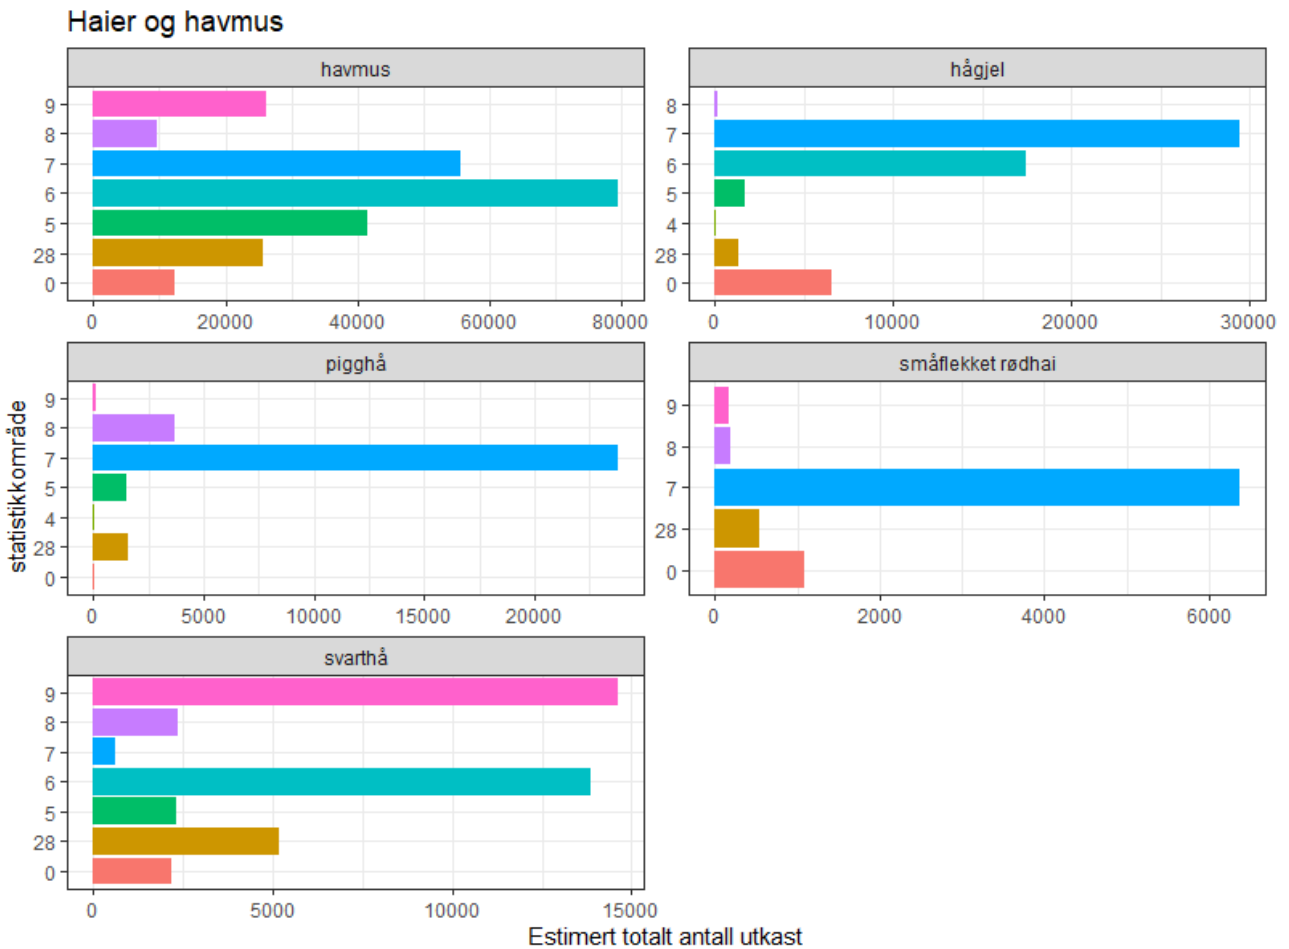 Haier og havmus
havmus
9
8
7
6
5
28
0
0 20000 40000 60000 80000
hågjel
8
7
6
5
4
28
0
0 10000 20000 30000
pigghå
9
8
7
5
4
28
0
0 5000 10000 15000 20000
småflekket rødhai
9
8
7
28
0
0 2000 4000 6000
svarthå
9
8
7
6
5
28
0
0 5000 10000 15000
statistikkområde
Estimert totalt antall utkast